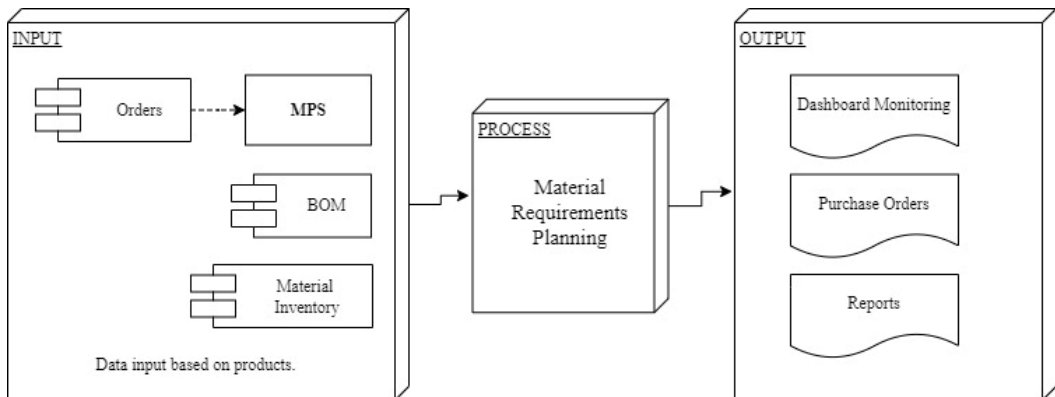 INPUT
Orders
MPS
BOM
Material
Inventory
Data input based on products.
PROCESS
Material
Requirements
Planning
OUTPUT
Dashboard Monitoring
Purchase Orders
Reports